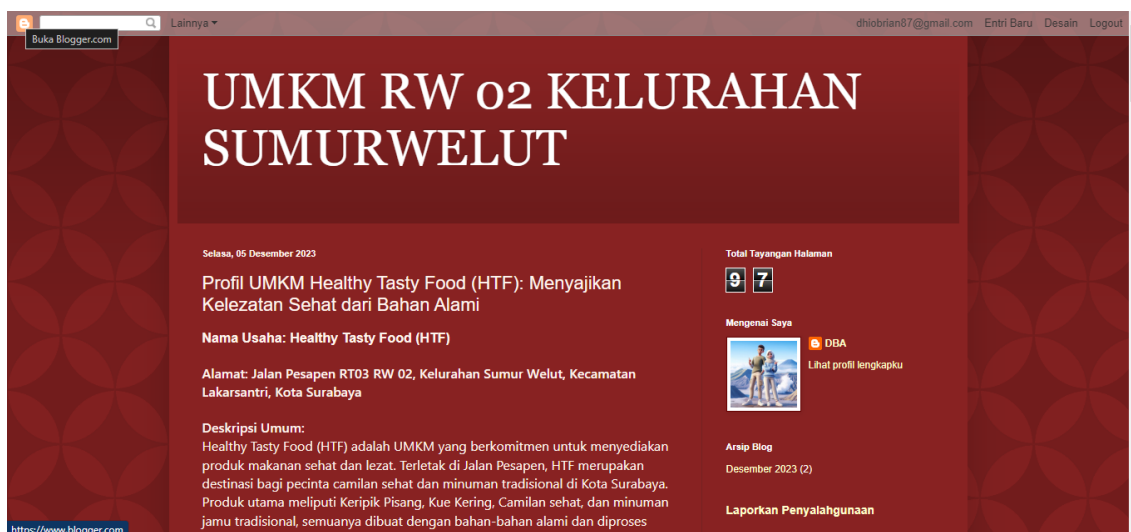 Lainnya
dhiobrian87@gmail.com Entri Baru Desain Logout
Buka Blogger.com
UMKM RW 02 KELURAHAN
SUMURWELUT
Selasa, 05 Desember 2023
Profil UMKM Healthy Tasty Food (HTF): Menyajikan
Kelezatan Sehat dari Bahan Alami
Nama Usaha: Healthy Tasty Food (HTF)
Alamat: Jalan Pesapen RT03 RW 02, Kelurahan Sumur Welut, Kecamatan
Lakarsantri, Kota Surabaya
Deskripsi Umum:
Healthy Tasty Food (HTF) adalah UMKM yang berkomitmen untuk menyediakan
produk makanan sehat dan lezat. Terletak di Jalan Pesapen, HTF merupakan
destinasi bagi pecinta camilan sehat dan minuman tradisional di Kota Surabaya.
Produk utama meliputi Keripik Pisang, Kue Kering, Camilan sehat, dan minuman
jamu tradisional, semuanya dibuat dengan bahan-bahan alami dan diproses
Total Tayangan Halaman
9 7
Mengenai Saya
DBA
Lihat profil lengkapku
Arsip Blog
Desember 2023 (2)
Laporkan Penyalahgunaan
https://www.blogger.com